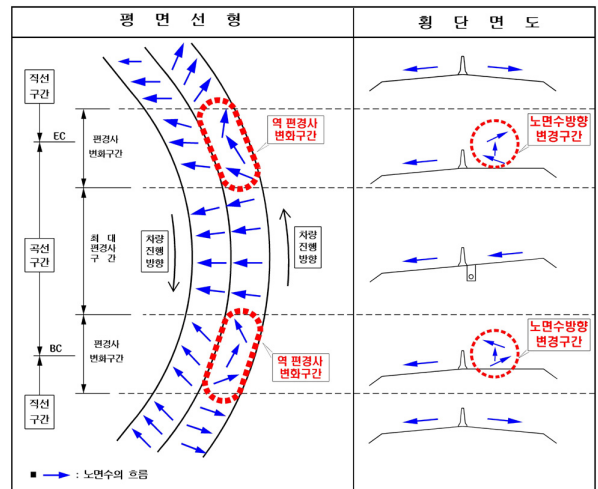 평 면 선 형
횡 단 면 도
직선
구간
EC
편경사
변화구간
역 편경사
변화구간
노면수방향
변경구간
곡선
구간
최 대
편경사
구 간
차량
진행
방향
차량
진행
방향
BC
편경사
변화구간
역 편경사
변화구간
노면수방향
변경구간
직선
구간
■ : 노면수의 흐름